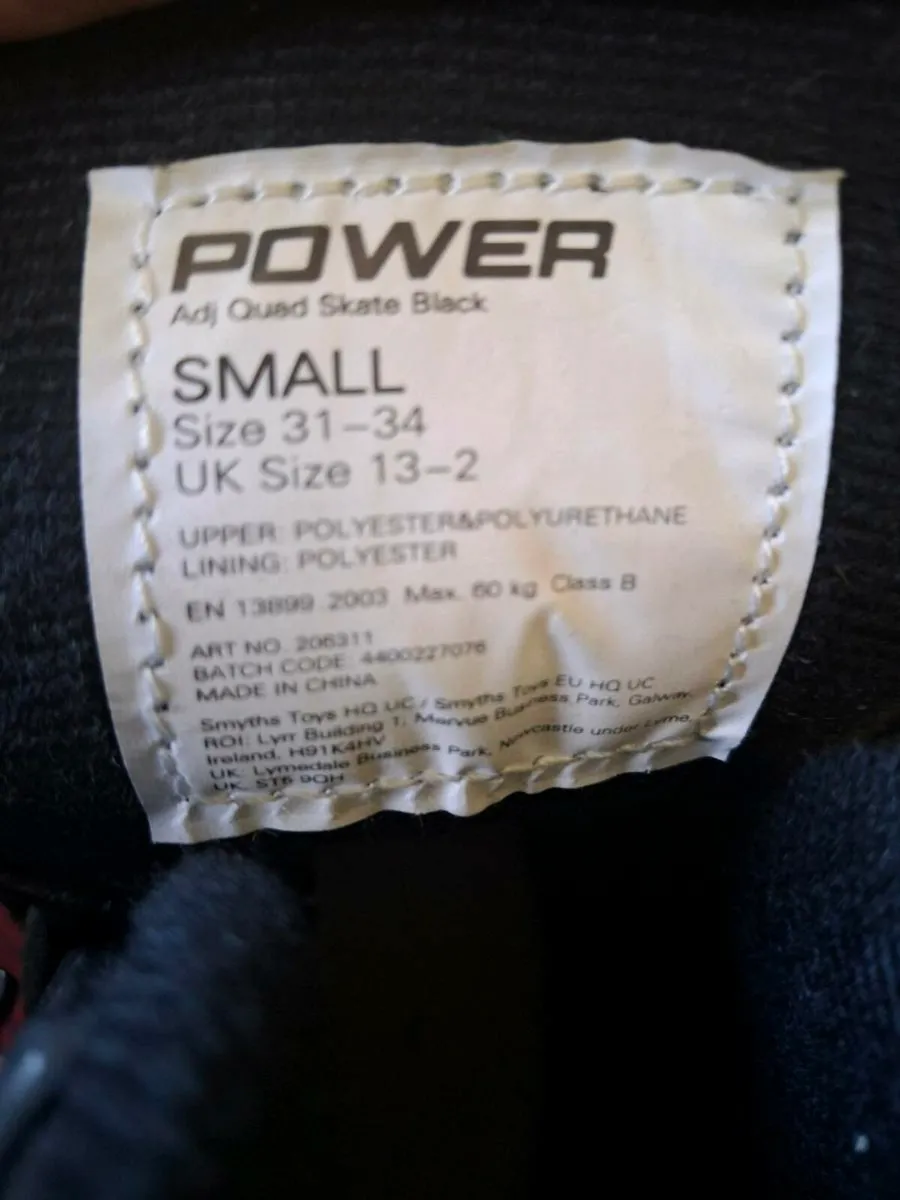 POWER
Adj Quad Skate Black
SMALL
Size 31-34
UK Size 13-2
UPPER: POLYESTER&POLYURETHANE
LINING: POLYESTER
EN 13899 :2003 Max. 60 kg Class B
ART NO. 206311
BATCH CODE: 4400227076
MADE IN CHINA
Smyths Toys HQ UC / Smyths Toys EU HQ UC
ROI: Lyrr Building 1, Mervue Business Park, Galway,
Ireland, H91K4HV
UK: Lymedale Business Park, Newcastle under Lyme,
UK, ST5 9QH